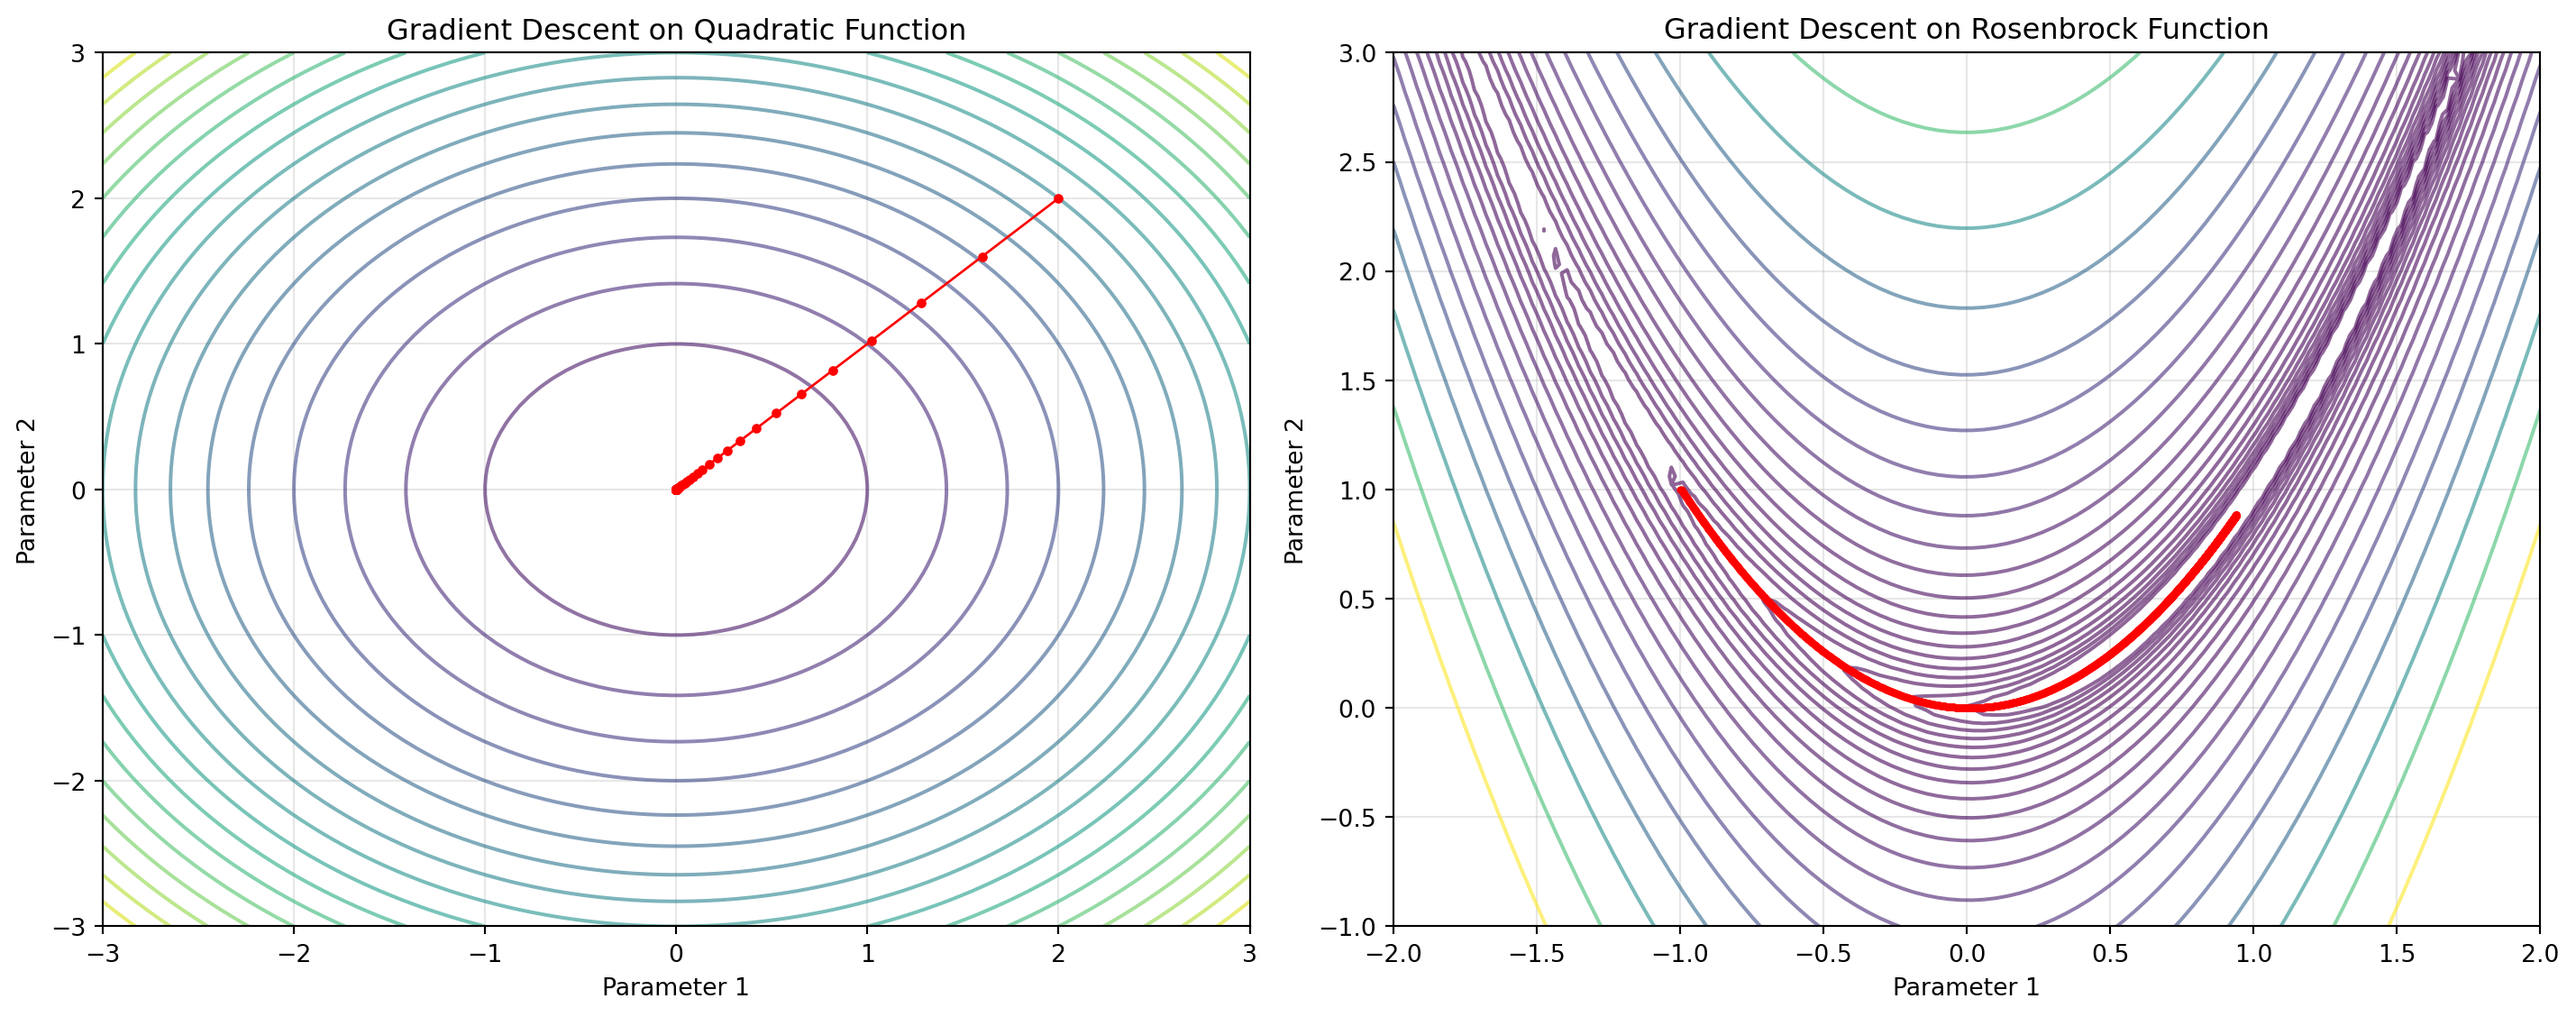 Gradient Descent on Quadratic Function
3
2
1
0
−1
−2
−3
−3 −2 −1 0 1 2 3
Parameter 2
Parameter 1
Gradient Descent on Rosenbrock Function
3.0
2.5
2.0
1.5
1.0
0.5
0.0
−0.5
−1.0
−2.0 −1.5 −1.0 −0.5 0.0 0.5 1.0 1.5 2.0
Parameter 2
Parameter 1